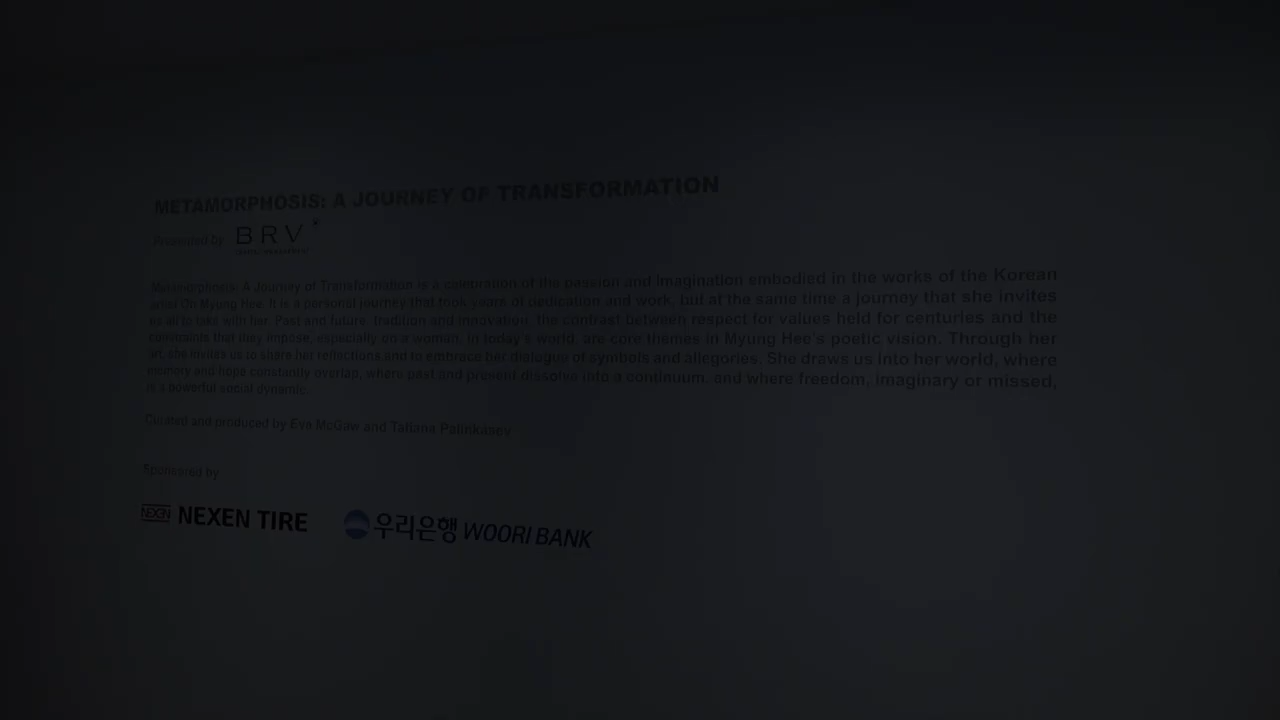 METAMORPHOSIS: A JOURNEY OF TRANSFORMATION
Presented by BRV
Metamorphosis: A Journey of Transformation is a celebration of the passion and imagination embodied in the works of the Korean
artist Oh Myung Hee. It is a personal journey that took years of dedication and work, but at the same time a journey that she invites
us all to take with her. Past and future, tradition and innovation, the contrast between respect for values held for centuries and the
constraints that they impose, especially on a woman, in today's world, are core themes in Myung Hee's poetic vision. Through her
art, she invites us to share her reflections and to embrace her dialogue of symbols and allegories. She draws us into her world, where
memory and hope constantly overlap, where past and present dissolve into a continuum, and where freedom, imaginary or missed,
is a powerful social dynamic.
Curated and produced by Eva McGaw and Tatiana Palinkasev
Sponsored by
NEXEN NEXEN TIRE 우리은행 WOORI BANK